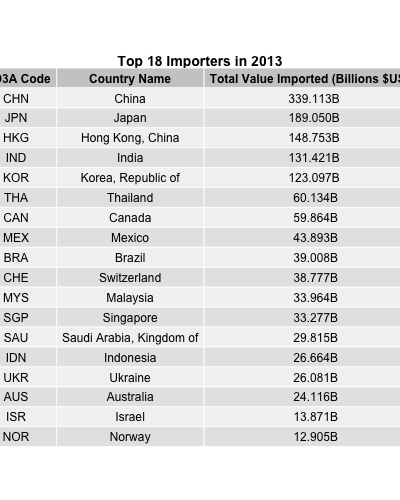 Top 18 Importers in 2013
03A Code Country Name Total Value Imported (Billions $US
CHN China 339.113B
JPN Japan 189.050B
HKG Hong Kong, China 148.753B
IND India 131.421B
KOR Korea, Republic of 123.097B
THA Thailand 60.134B
CAN Canada 59.864B
MEX Mexico 43.893B
BRA Brazil 39.008B
CHE Switzerland 38.777B
MYS Malaysia 33.964B
SGP Singapore 33.277B
SAU Saudi Arabia, Kingdom of 29.815B
IDN Indonesia 26.664B
UKR Ukraine 26.081B
AUS Australia 24.116B
ISR Israel 13.871B
NOR Norway 12.905B